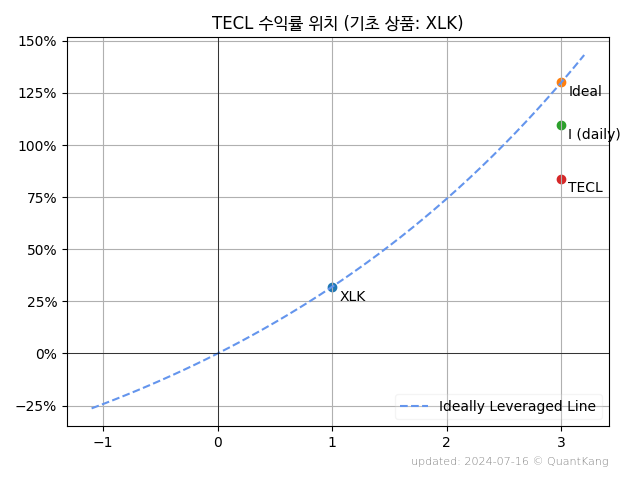 TECL 수익률 위치 (기초 상품: XLK)
150%
125%
100%
75%
50%
25%
0%
−25%
Ideal
I (daily)
TECL
XLK
Ideally Leveraged Line
−1 0 1 2 3
updated: 2024-07-16 © QuantKang